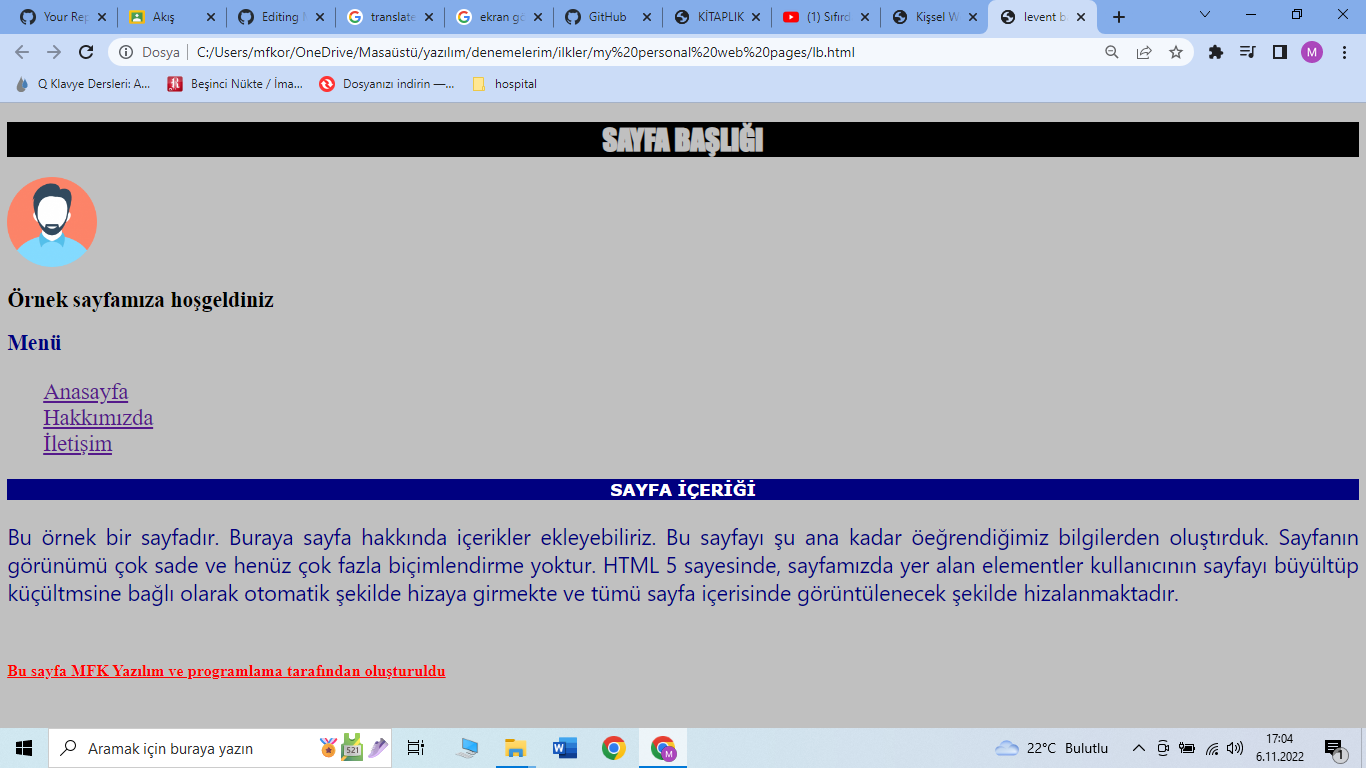 Your Rep
Akış
Editing M
translate
ekran gö
GitHub
KİTAPLIK
(1) Sıfırd
Kişsel W
levent b
Dosya
C:/Users/mfkor/OneDrive/Masaüstü/yazılım/denemelerim/ilkler/my%20personal%20web%20pages/lb.html
M
Q Klavye Dersleri: A...
Beşinci Nükte / İma...
Dosyanızı indirin —...
hospital
SAYFA BAŞLIĞI
Örnek sayfamıza hoşgeldiniz
Menü
Anasayfa
Hakkımızda
İletişim
SAYFA İÇERİĞİ
Bu örnek bir sayfadır. Buraya sayfa hakkında içerikler ekleyebiliriz. Bu sayfayı şu ana kadar öeğrendiğimiz bilgilerden oluştırduk. Sayfanın
görünümü çok sade ve henüz çok fazla biçimlendirme yoktur. HTML 5 sayesinde, sayfamızda yer alan elementler kullanıcının sayfayı büyültüp
küçültmsine bağlı olarak otomatik şekilde hizaya girmekte ve tümü sayfa içerisinde görüntülenecek şekilde hizalanmaktadır.
Bu sayfa MFK Yazılım ve programlama tarafından oluşturuldu
Aramak için buraya yazın
521
W
M
22°C Bulutlu
17:04
6.11.2022
1